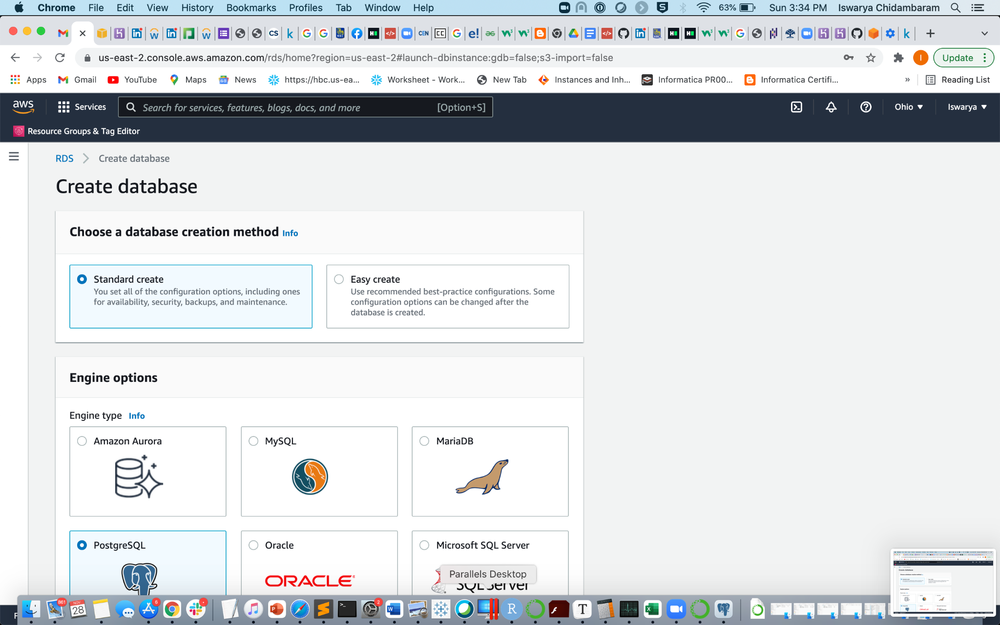 Chrome File Edit View History Bookmarks Profiles Tab Window Help 63% Sun 3:34 PM Iswarya Chidambaram
us-east-2.console.aws.amazon.com/rds/home?region=us-east-2#launch-dbinstance:gdb=false;s3-import=false Update
Apps Gmail YouTube Maps News https://hbc.us-ea... Worksheet - Work... New Tab Instances and Inh... Informatica PR00... Informatica Certifi... » Reading List
aws Services Search for services, features, blogs, docs, and more [Option+S] Ohio Iswarya
Resource Groups & Tag Editor
RDS Create database
Create database
Choose a database creation method Info
Standard create
You set all of the configuration options, including ones
for availability, security, backups, and maintenance.
Easy create
Use recommended best-practice configurations. Some
configuration options can be changed after the
database is created.
Engine options
Engine type Info
Amazon Aurora
MySQL
MariaDB
PostgreSQL
Oracle
Microsoft SQL Server
ORACLE
Parallels Desktop
SQL Server
861
NOV
28
6
2